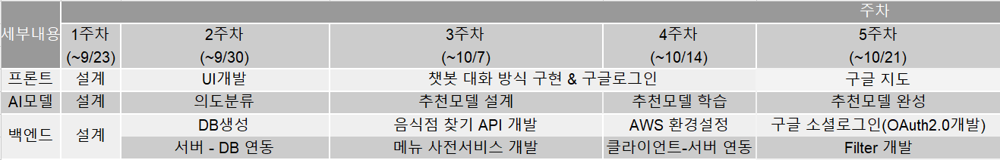 주차
세부내용 1주차 2주차 3주차 4주차 5주차
(~9/23) (~9/30) (~10/7) (~10/14) (~10/21)
프론트 설계 UI개발 챗봇 대화 방식 구현 & 구글로그인 구글 지도
AI모델 설계 의도분류 추천모델 설계 추천모델 학습 추천모델 완성
백엔드 설계 DB생성 음식점 찾기 API 개발 AWS 환경설정 구글 소셜로그인(OAuth2.0개발)
서버 - DB 연동 메뉴 사전서비스 개발 클라이언트-서버 연동 Filter 개발